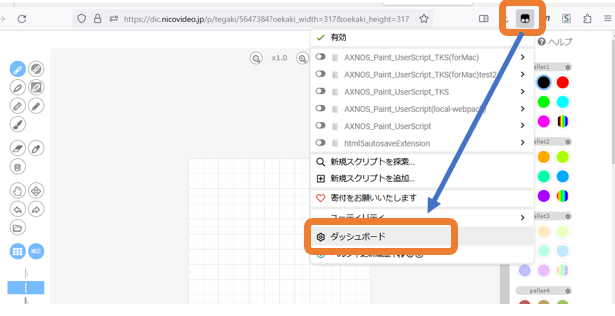 https://dic.nicovideo.jp/p/tegaki/5647384?oekaki_width=317&oekaki_height=317
ヘルプ
x1.0
有効
AXNOS_Paint_UserScript_TKS(forMac)
AXNOS_Paint_UserScript_TKS(forMac)test2
AXNOS_Paint_UserScript_TKS
AXNOS_Paint_UserScript(local-webpack)
AXNOS_Paint_UserScript
html5autosaveExtension
新規スクリプトを探索...
新規スクリプトを追加...
寄付をお願いいたします
ユーティリティ
ダッシュボード
補正
pallet1
pallet2
pallet3
pallet4